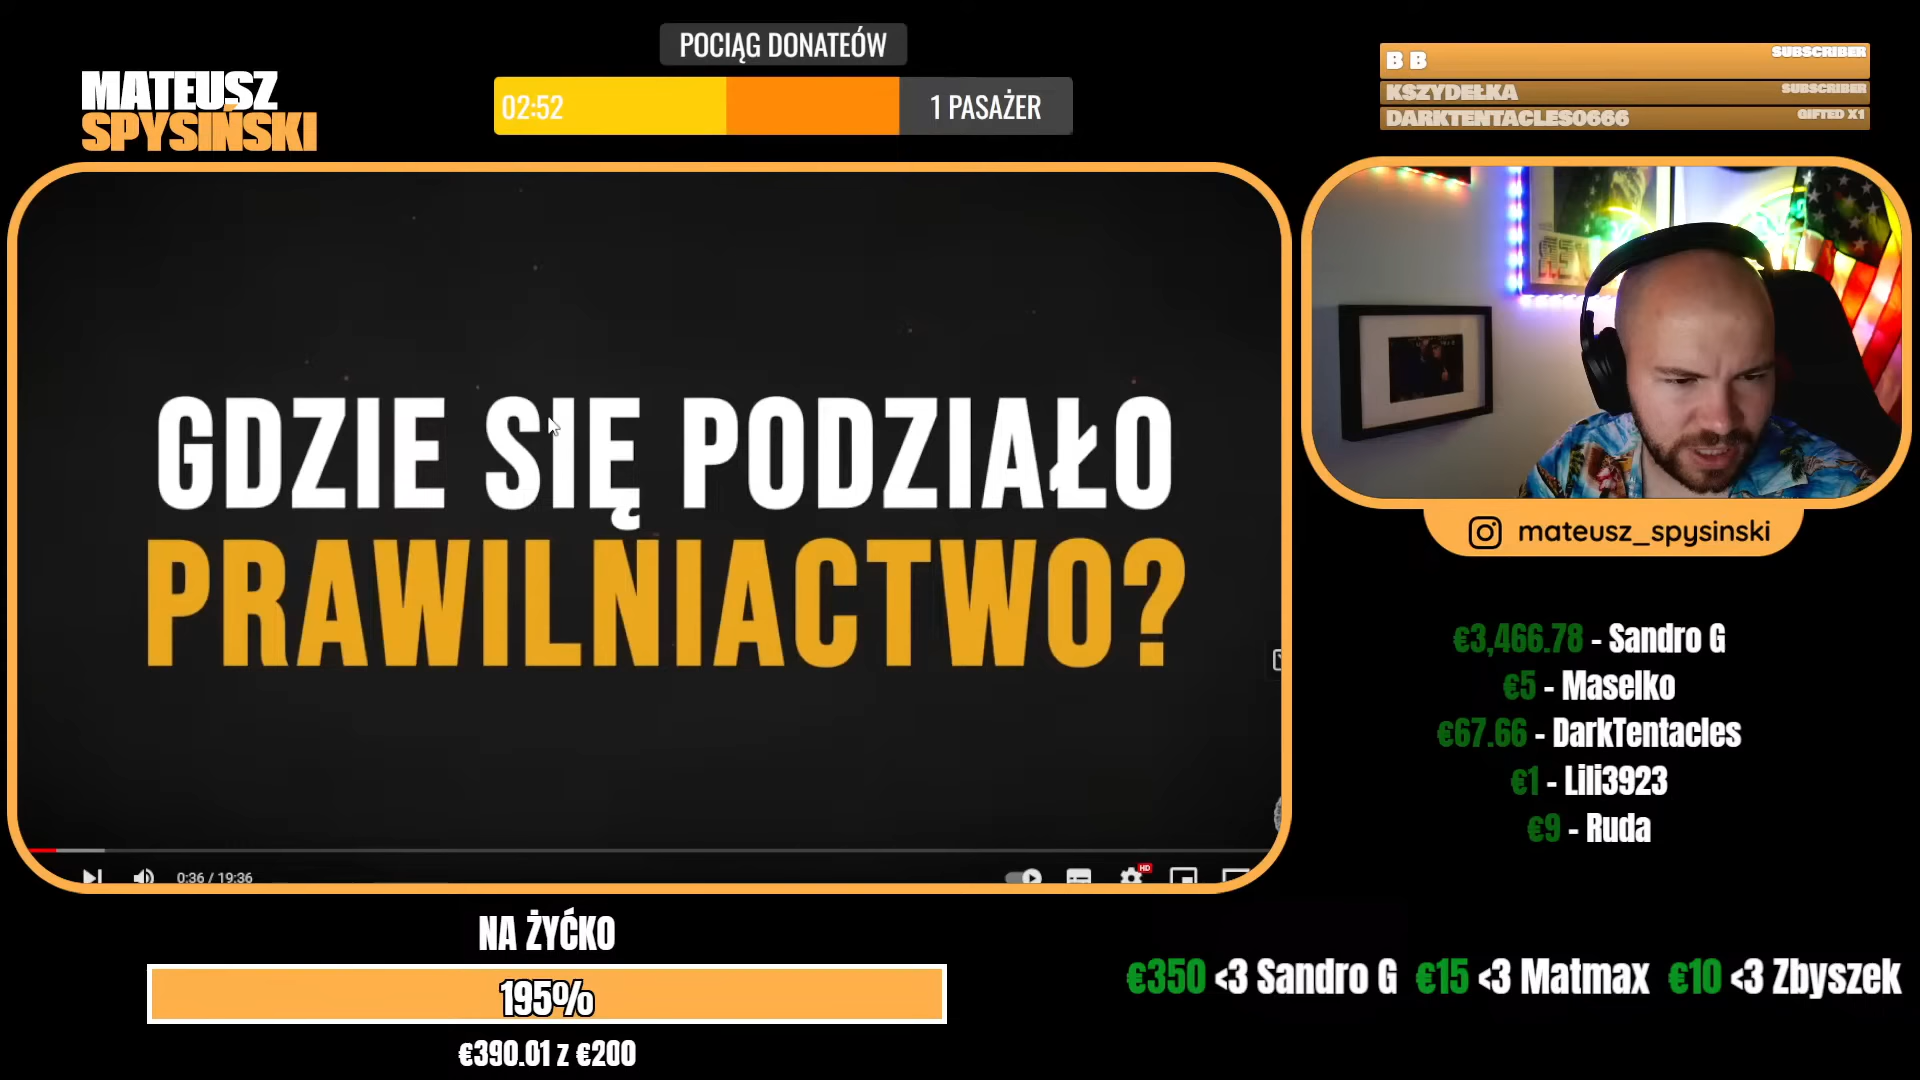 MATEUSZ
SPYSIŃSKI
POCIĄG DONATEÓW
02:52
1 PASAŻER
B B SUBSCRIBER
KSZYDEŁKA SUBSCRIBER
DARKTENTACLES0666 GIFTED X1
GDZIE SIĘ PODZIAŁO
PRAWILNIACTWO?
0:36 / 19:36
HD
mateusz_spysinski
€3,466.78 - Sandro G
€5 - Maselko
€67.66 - DarkTentacles
€1 - Lili3923
€9 - Ruda
NA ŻYĆKO
195%
€390.01 z €200
€350 <3 Sandro G €15 <3 Matmax €10 <3 Zbyszek